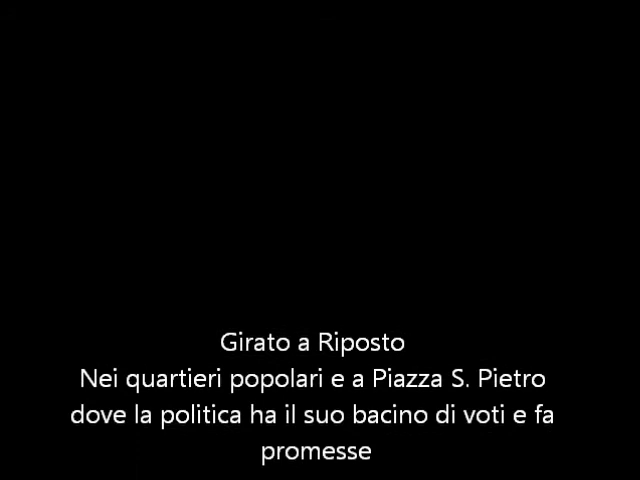 Girato a Riposto
Nei quartieri popolari e a Piazza S. Pietro
dove la politica ha il suo bacino di voti e fa
promesse